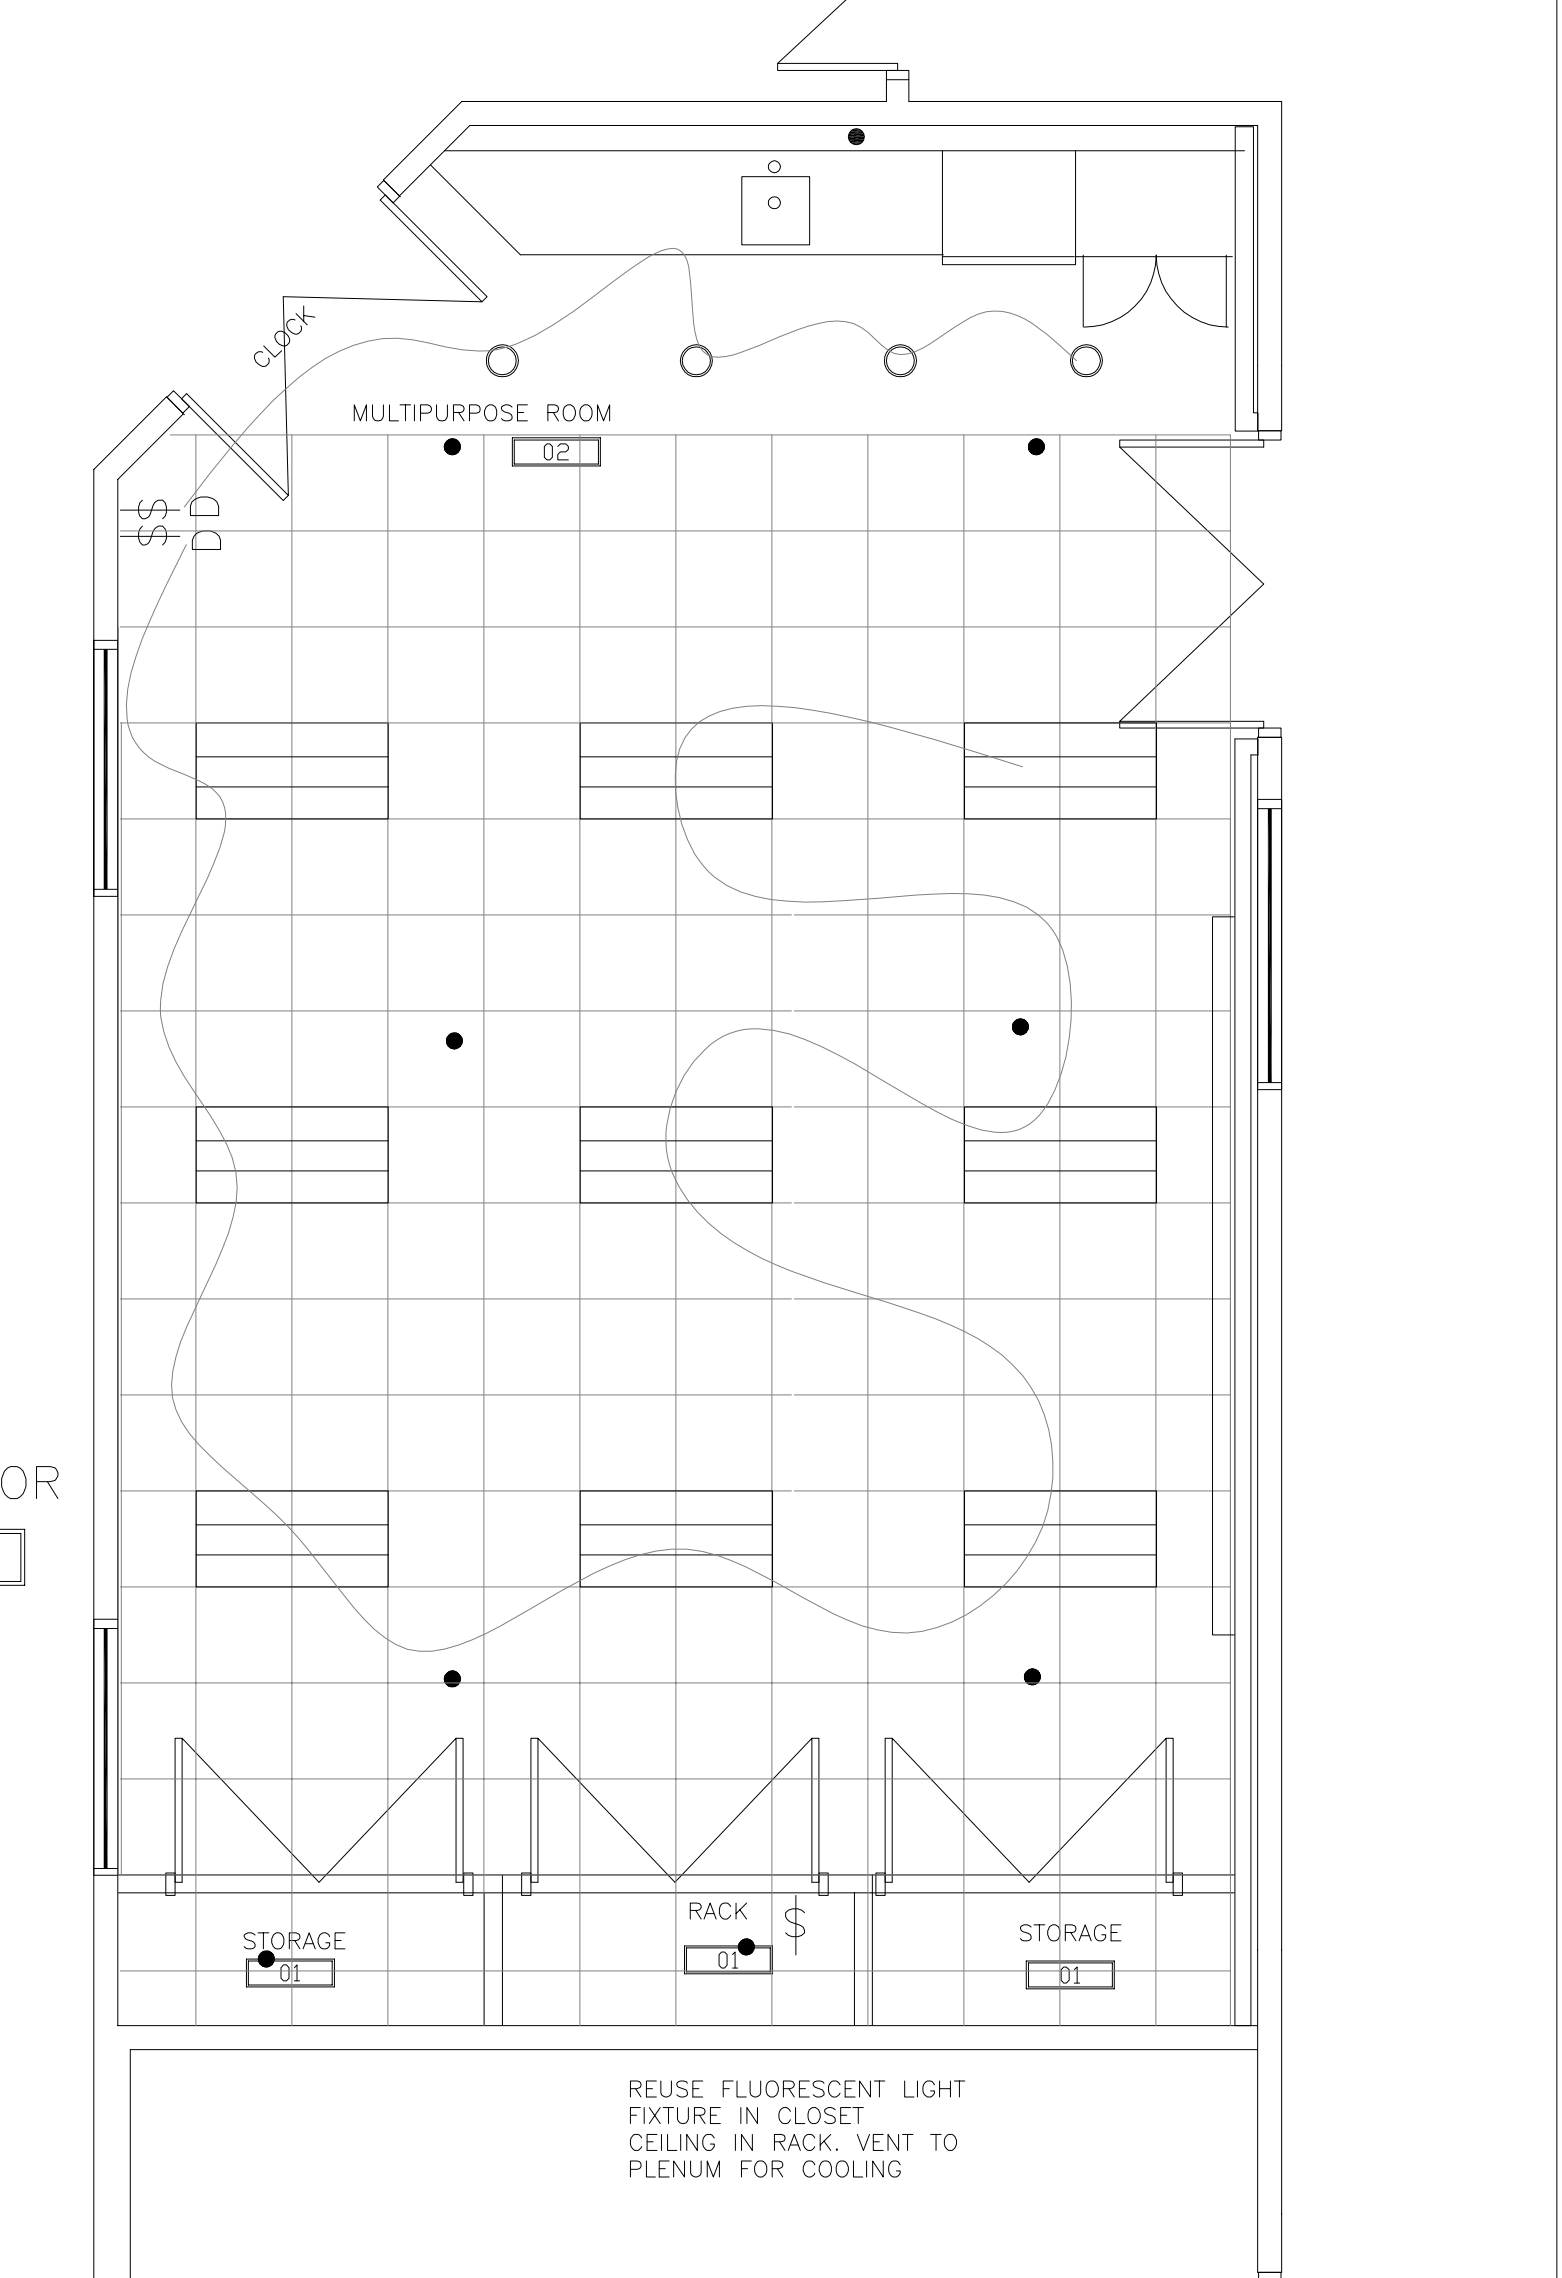 CLOCK
MULTIPURPOSE ROOM
02
SS
DD
OR
RACK
$
STORAGE
STORAGE
01
01
01
REUSE FLUORESCENT LIGHT
FIXTURE IN CLOSET
CEILING IN RACK. VENT TO
PLENUM FOR COOLING